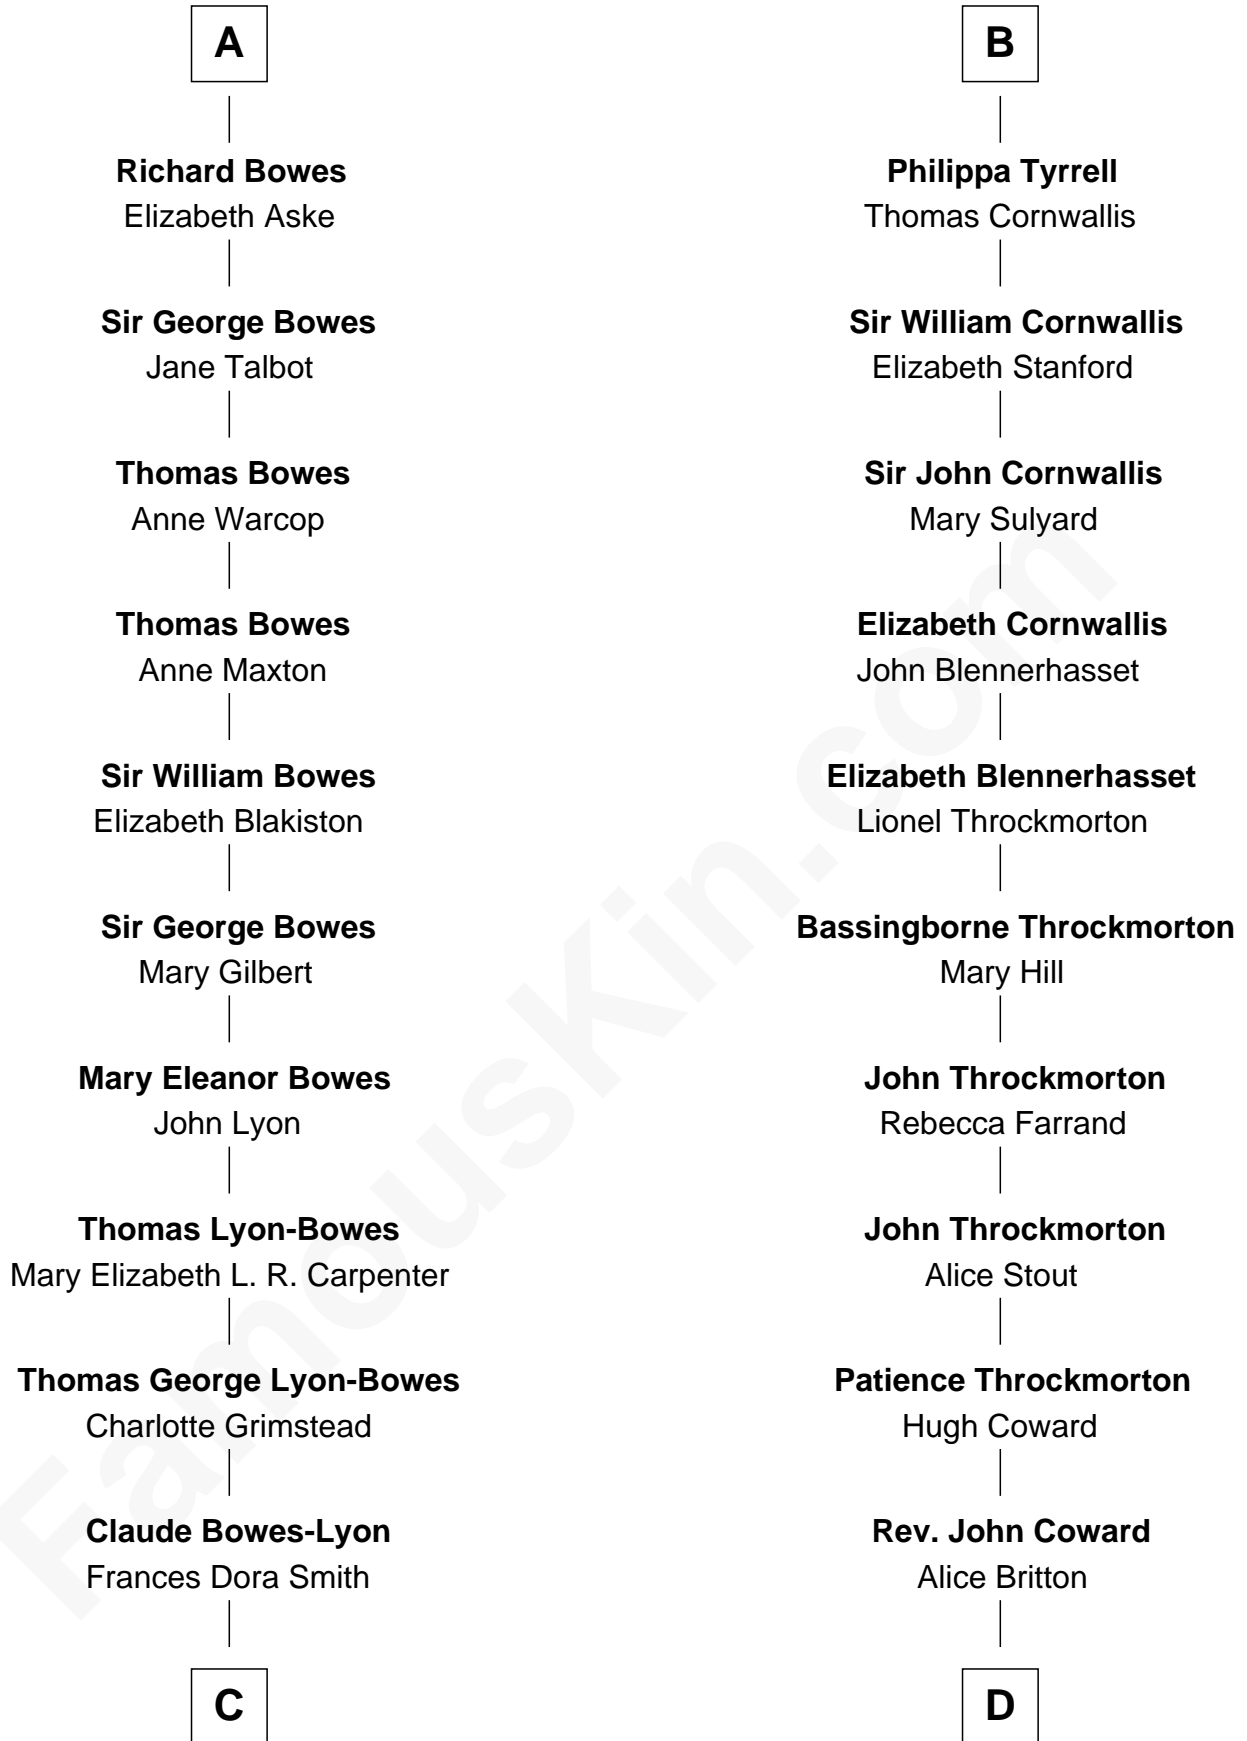 A
Richard Bowes
Elizabeth Aske
Sir George Bowes
Jane Talbot
Thomas Bowes
Anne Warcop
Thomas Bowes
Anne Maxton
Sir William Bowes
Elizabeth Blakiston
Sir George Bowes
Mary Gilbert
Mary Eleanor Bowes
John Lyon
Thomas Lyon-Bowes
Mary Elizabeth L. R. Carpenter
Thomas George Lyon-Bowes
Charlotte Grimstead
Claude Bowes-Lyon
Frances Dora Smith
C
B
Philippa Tyrrell
Thomas Cornwallis
Sir William Cornwallis
Elizabeth Stanford
Sir John Cornwallis
Mary Sulyard
Elizabeth Cornwallis
John Blennerhasset
Elizabeth Blennerhasset
Lionel Throckmorton
Bassingborne Throckmorton
Mary Hill
John Throckmorton
Rebecca Farrand
John Throckmorton
Alice Stout
Patience Throckmorton
Hugh Coward
Rev. John Coward
Alice Britton
D
FamousKin.com